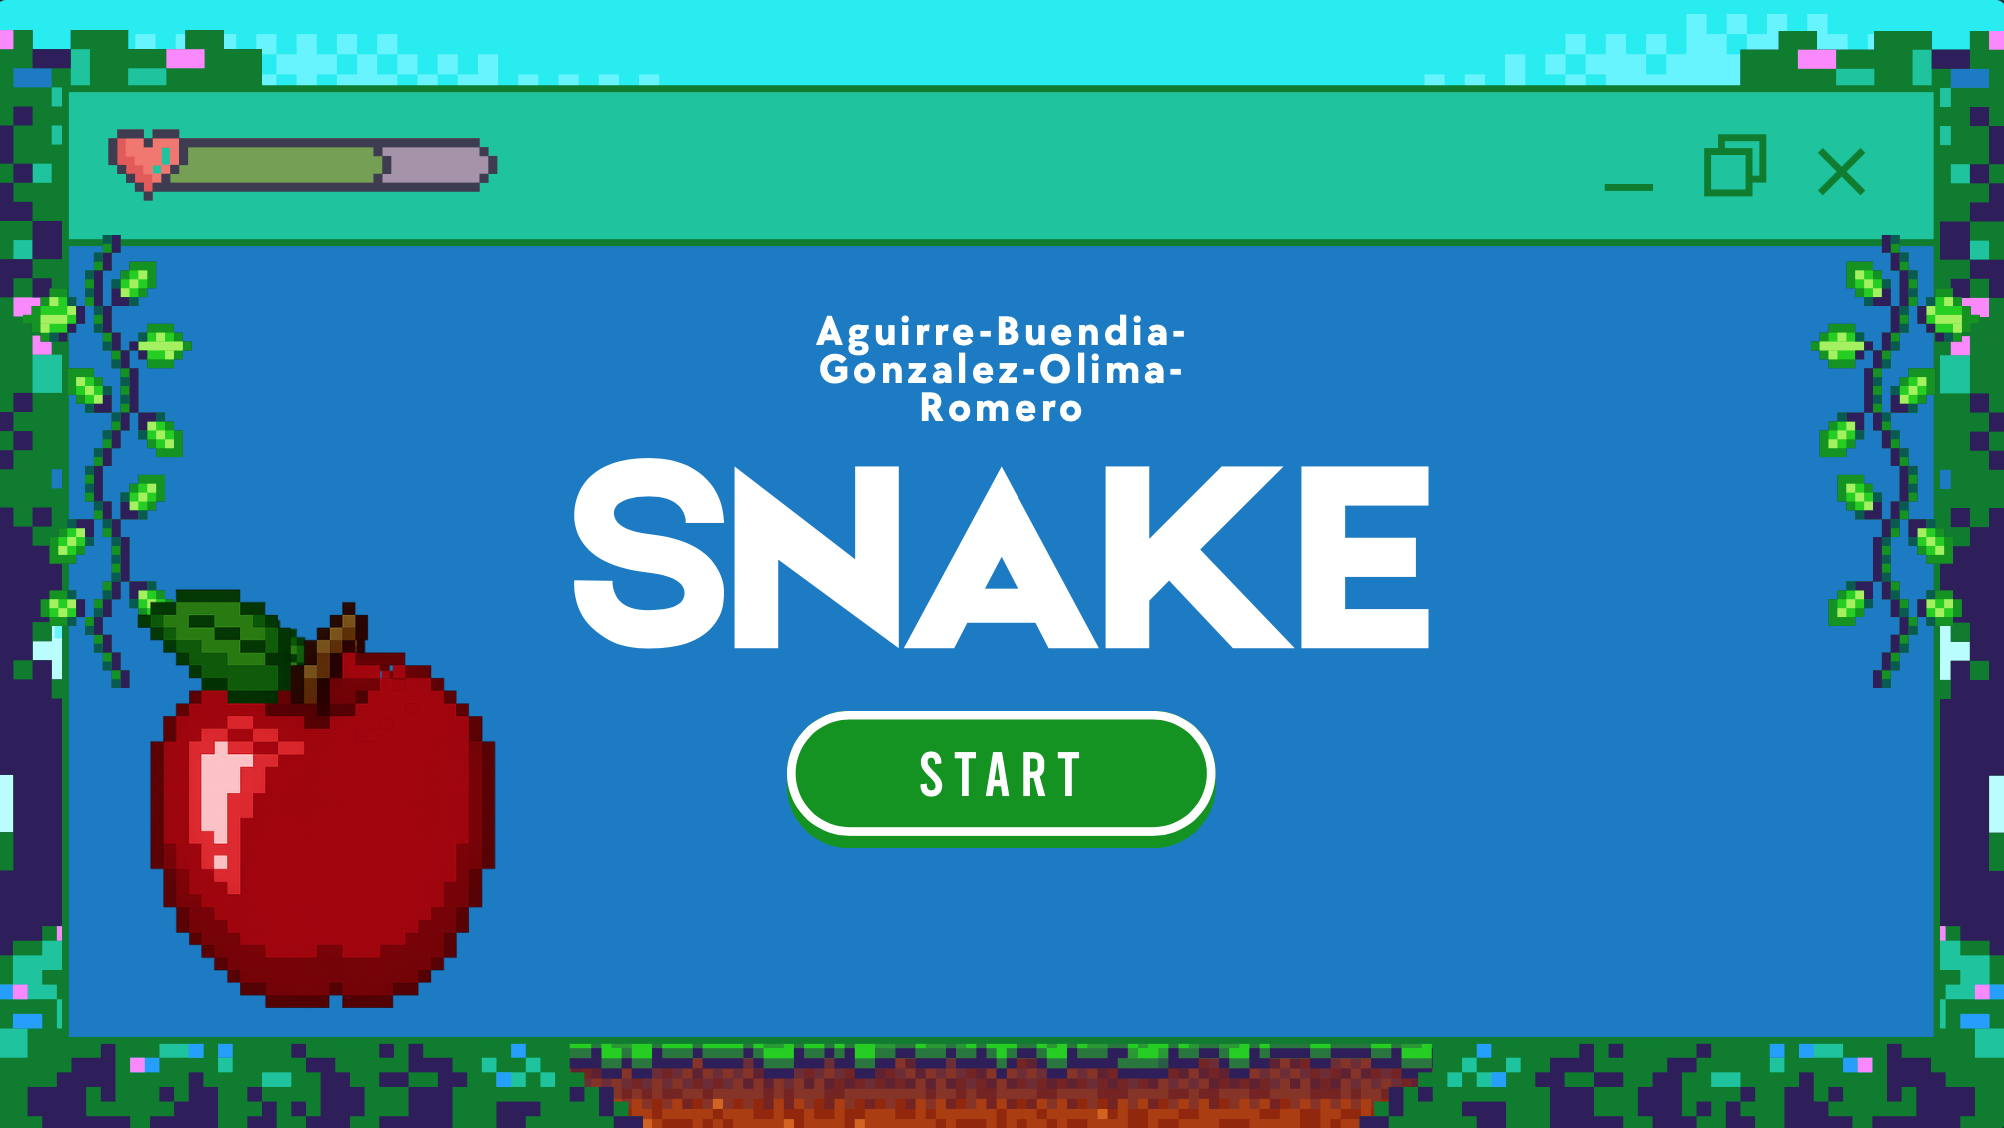 Aguirre-Buendia-
Gonzalez-Olima-
Romero
SNAKE
START